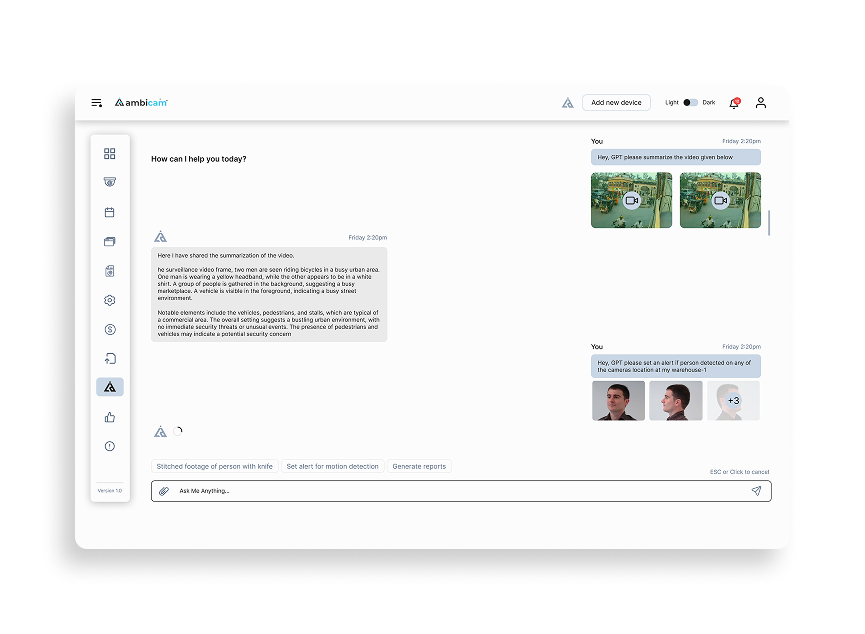 ambicam
Add new device
Light
Dark
You
Friday 2:20pm
Hey, GPT please summarize the video given below
How can I help you today?
Friday 2:20pm
Here I have shared the summarization of the video.
he surveillance video frame, two men are seen riding bicycles in a busy urban area.
One man is wearing a yellow headband, while the other appears to be in a white
shirt. A group of people is gathered in the background, suggesting a busy
marketplace. A vehicle is visible in the foreground, indicating a busy street
environment.
Notable elements include the vehicles, pedestrians, and stalls, which are typical of
a commercial area. The overall setting suggests a bustling urban environment, with
no immediate security threats or unusual events. The presence of pedestrians and
vehicles may indicate a potential security concern
You
Friday 2:20pm
Hey, GPT please set an alert if person detected on any of
the cameras location at my warehouse-1
+3
Stitched footage of person with knife
Set alert for motion detection
Generate reports
ESC or Click to cancel
Ask Me Anything...
Version 1.0